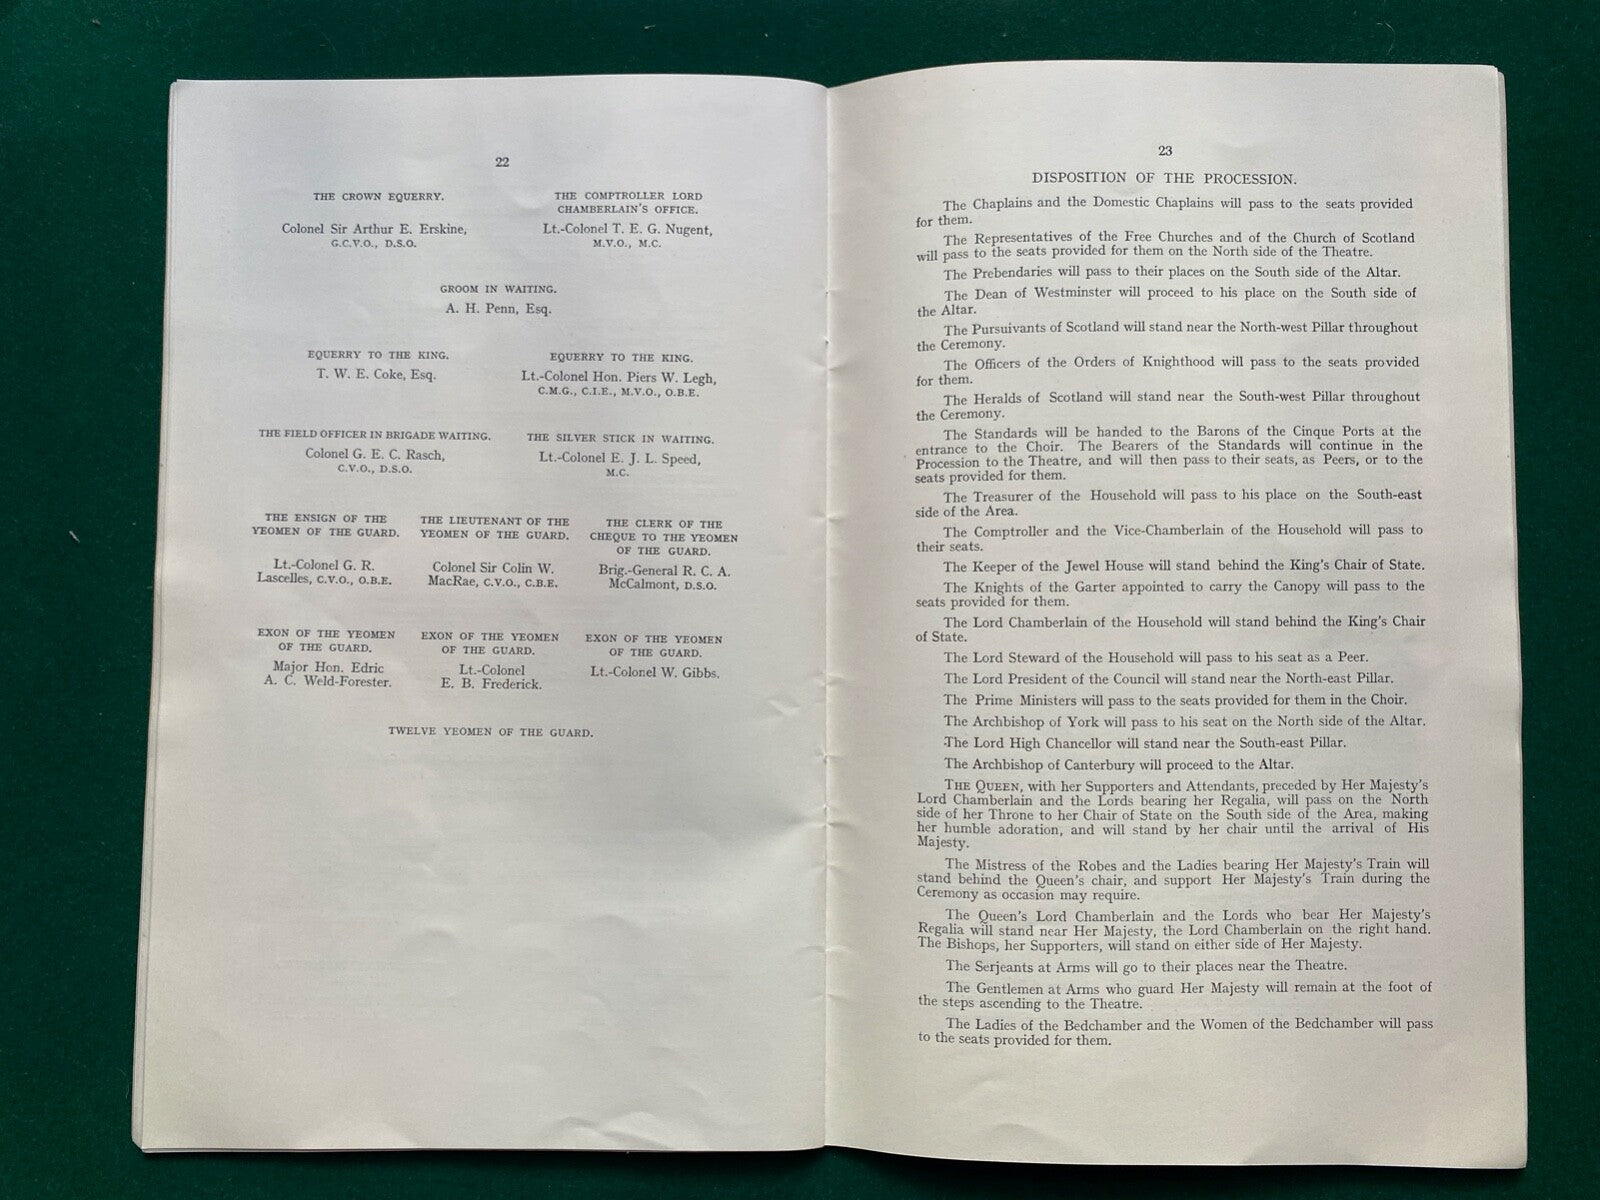 22
THE CROWN EQUERRY.
Colonel Sir Arthur E. Erskine,
G.C.V.O., D.S.O.
THE COMPTROLLER LORD
CHAMBERLAIN'S OFFICE.
Lt.-Colonel T. E. G. Nugent,
M.V.O., M.C.
GROOM IN WAITING.
A. H. Penn, Esq.
EQUERRY TO THE KING.
T. W. E. Coke, Esq.
EQUERRY TO THE KING.
Lt.-Colonel Hon. Piers W. Legh,
C.M.G., C.I.E., M.V.O., O.B.E.
THE FIELD OFFICER IN BRIGADE WAITING.
Colonel G. E. C. Rasch,
C.V.O., D.S.O.
THE SILVER STICK IN WAITING.
Lt.-Colonel E. J. L. Speed,
M.C.
THE ENSIGN OF THE
YEOMEN OF THE GUARD.
Lt.-Colonel G. R.
Lascelles, C.V.O., O.B.E.
THE LIEUTENANT OF THE
YEOMEN OF THE GUARD.
Colonel Sir Colin W.
MacRae, C.V.O., C.B.E.
THE CLERK OF THE
CHEQUE TO THE YEOMEN
OF THE GUARD.
Brig.-General R. C. A.
McCalmont, D.S.O.
EXON OF THE YEOMEN
OF THE GUARD.
Major Hon. Edric
A. C. Weld-Forester.
EXON OF THE YEOMEN
OF THE GUARD.
Lt.-Colonel
E. B. Frederick.
EXON OF THE YEOMEN
OF THE GUARD.
Lt.-Colonel W. Gibbs.
TWELVE YEOMEN OF THE GUARD.
23
DISPOSITION OF THE PROCESSION.
The Chaplains and the Domestic Chaplains will pass to the seats provided
for them.
The Representatives of the Free Churches and of the Church of Scotland
will pass to the seats provided for them on the North side of the Theatre.
The Prebendaries will pass to their places on the South side of the Altar.
The Dean of Westminster will proceed to his place on the South side of
the Altar.
The Pursuivants of Scotland will stand near the North-west Pillar throughout
the Ceremony.
The Officers of the Orders of Knighthood will pass to the seats provided
for them.
The Heralds of Scotland will stand near the South-west Pillar throughout
the Ceremony.
The Standards will be handed to the Barons of the Cinque Ports at the
entrance to the Choir. The Bearers of the Standards will continue in the
Procession to the Theatre, and will then pass to their seats, as Peers, or to the
seats provided for them.
The Treasurer of the Household will pass to his place on the South-east
side of the Area.
The Comptroller and the Vice-Chamberlain of the Household will pass to
their seats.
The Keeper of the Jewel House will stand behind the King's Chair of State.
The Knights of the Garter appointed to carry the Canopy will pass to the
seats provided for them.
The Lord Chamberlain of the Household will stand behind the King's Chair
of State.
The Lord Steward of the Household will pass to his seat as a Peer.
The Lord President of the Council will stand near the North-east Pillar.
The Prime Ministers will pass to the seats provided for them in the Choir.
The Archbishop of York will pass to his seat on the North side of the Altar.
The Lord High Chancellor will stand near the South-east Pillar.
The Archbishop of Canterbury will proceed to the Altar.
THE QUEEN, with her Supporters and Attendants, preceded by Her Majesty's
Lord Chamberlain and the Lords bearing her Regalia, will pass on the North
side of her Throne to her Chair of State on the South side of the Area, making
her humble adoration, and will stand by her chair until the arrival of His
Majesty.
The Mistress of the Robes and the Ladies bearing Her Majesty's Train will
stand behind the Queen's chair, and support Her Majesty's Train during the
Ceremony as occasion may require.
The Queen's Lord Chamberlain and the Lords who bear Her Majesty's
Regalia will stand near Her Majesty, the Lord Chamberlain on the right hand.
The Bishops, her Supporters, will stand on either side of Her Majesty.
The Serjeants at Arms will go to their places near the Theatre.
The Gentlemen at Arms who guard Her Majesty will remain at the foot of
the steps ascending to the Theatre.
The Ladies of the Bedchamber and the Women of the Bedchamber will pass
to the seats provided for them.